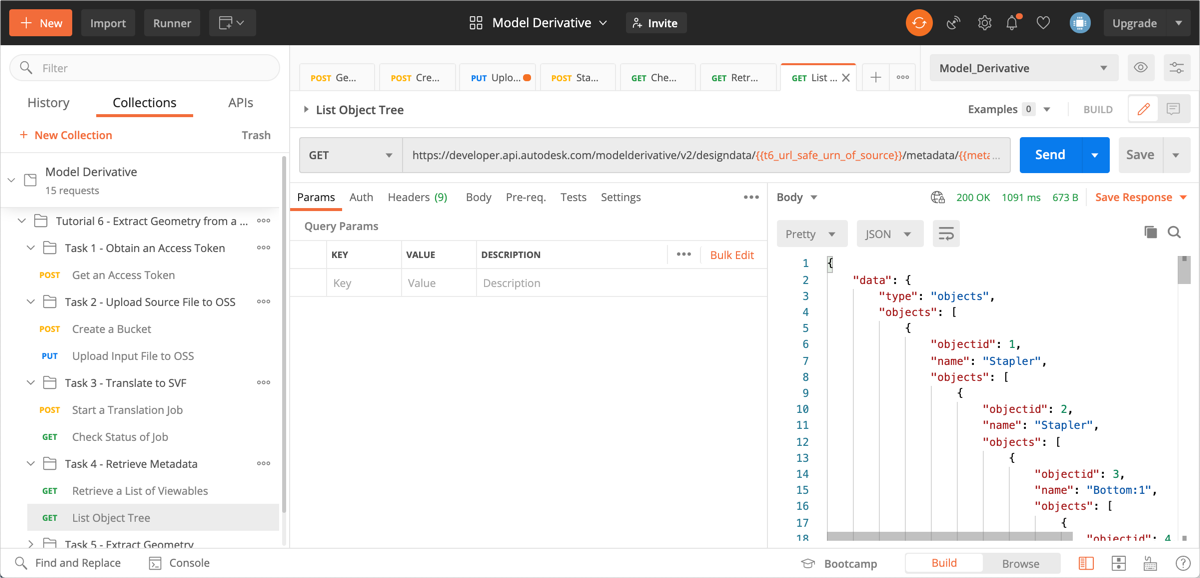 New Import Runner Model Derivative Invite Upgrade
Filter
History Collections APIs
New Collection Trash
Model Derivative
15 requests
Tutorial 6 - Extract Geometry from a ...
Task 1 - Obtain an Access Token
POST Get an Access Token
Task 2 - Upload Source File to OSS
POST Create a Bucket
PUT Upload Input File to OSS
Task 3 - Translate to SVF
POST Start a Translation Job
GET Check Status of Job
Task 4 - Retrieve Metadata
GET Retrieve a List of Viewables
GET List Object Tree
Task 5 - Extract Geometry
POST Ge... POST Cre... PUT Uplo... POST Sta... GET Che... GET Retr... GET List ...
Model_Derivative
List Object Tree Examples 0 BUILD
GET https://developer.api.autodesk.com/modelderivative/v2/designdata/{{t6_url_safe_urn_of_source}}/metadata/{{meta... Send Save
Params Auth Headers (9) Body Pre-req. Tests Settings
Query Params
KEY VALUE DESCRIPTION Bulk Edit
Key Value Description
Body 200 OK 1091 ms 673 B Save Response
Pretty JSON
1 {
2 "data": {
3 "type": "objects",
4 "objects": [
5 {
6 "objectid": 1,
7 "name": "Stapler",
8 "objects": [
9 {
10 "objectid": 2,
11 "name": "Stapler",
12 "objects": [
13 {
14 "objectid": 3,
15 "name": "Bottom:1",
16 "objects": [
17 {
18 "objectid": 4
Find and Replace Console Bootcamp Build Browse